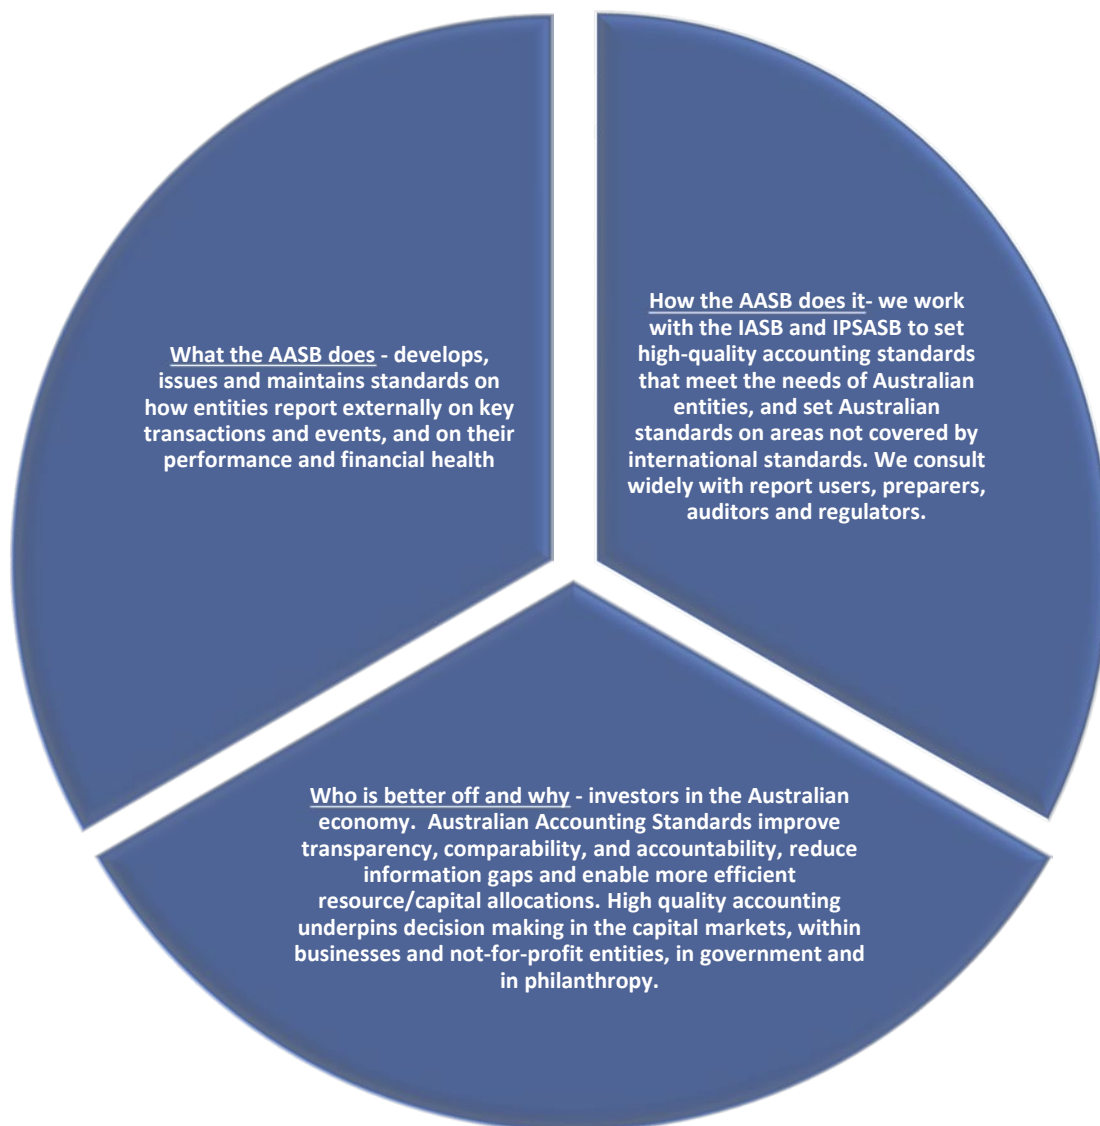 What the AASB does - develops,
issues and maintains standards on
how entities report externally on key
transactions and events, and on their
performance and financial health
How the AASB does it- we work
with the IASB and IPSASB to set
high-quality accounting standards
that meet the needs of Australian
entities, and set Australian
standards on areas not covered by
international standards. We consult
widely with report users, preparers,
auditors and regulators.
Who is better off and why - investors in the Australian
economy.  Australian Accounting Standards improve
transparency, comparability, and accountability, reduce
information gaps and enable more efficient
resource/capital allocations. High quality accounting
underpins decision making in the capital markets, within
businesses and not-for-profit entities, in government and
in philanthropy.